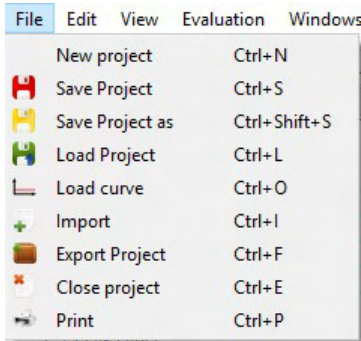 File Edit View Evaluation Windows
New project Ctrl+N
Save Project Ctrl+S
Save Project as Ctrl+Shift+S
Load Project Ctrl+L
Load curve Ctrl+O
Import Ctrl+I
Export Project Ctrl+F
Close project Ctrl+E
Print Ctrl+P